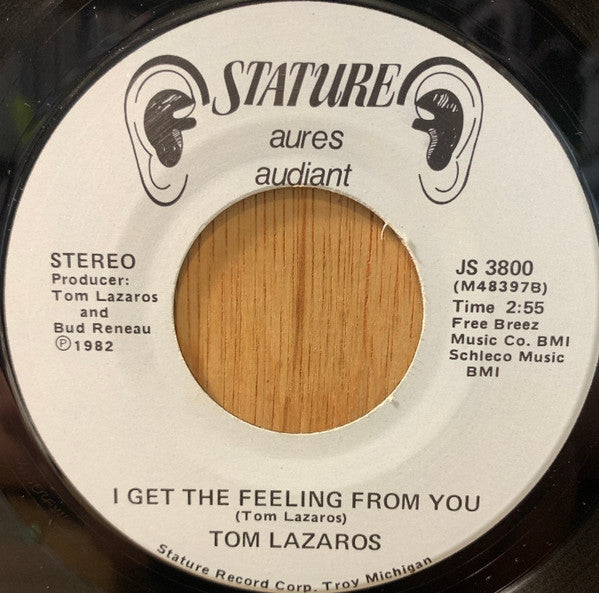 STATURE
aures
audiant
STEREO
Producer:
Tom Lazaros
and
Bud Reneau
Ⓟ1982
JS 3800
(M48397B)
Time 2:55
Free Breez
Music Co. BMI
Schleco Music
BMI
I GET THE FEELING FROM YOU
(Tom Lazaros)
TOM LAZAROS
Stature Record Corp. Troy Michigan